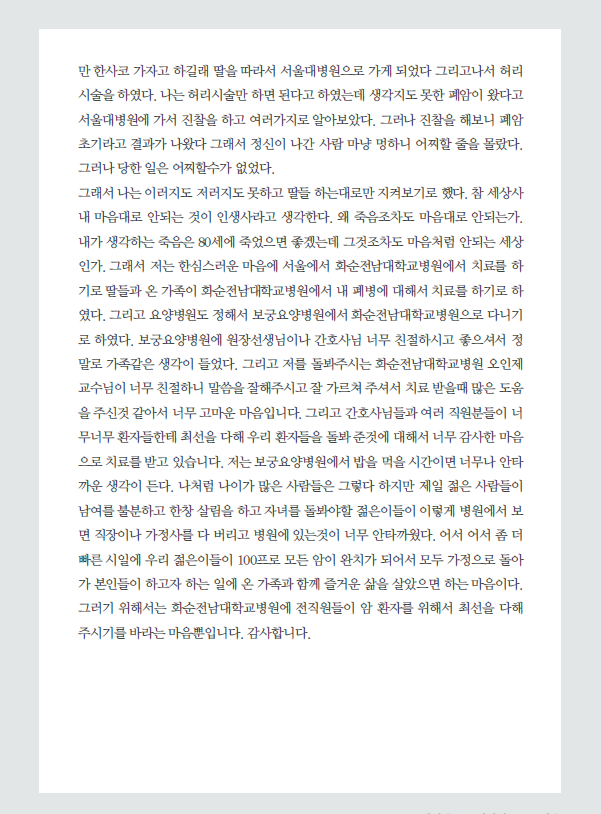 만 한사코 가자고 하길래 딸을 따라서 서울대병원으로 가게 되었다 그리고나서 허리
시술을 하였다. 나는 허리시술만 하면 된다고 하였는데 생각지도 못한 폐암이 왔다고
서울대병원에 가서 진찰을 하고 여러가지로 알아보았다. 그러나 진찰을 해보니 폐암
초기라고 결과가 나왔다 그래서 정신이 나간 사람 마냥 멍하니 어찌할 줄을 몰랐다.
그러나 당한 일은 어찌할수가 없었다.
그래서 나는 이러지도 저러지도 못하고 딸들 하는대로만 지켜보기로 했다. 참 세상사
내 마음대로 안되는 것이 인생사라고 생각한다. 왜 죽음조차도 마음대로 안되는가.
내가 생각하는 죽음은 80세에 죽었으면 좋겠는데 그것조차도 마음처럼 안되는 세상
인가. 그래서 저는 한심스러운 마음에 서울에서 화순전남대학교병원에서 치료를 하
기로 딸들과 온 가족이 화순전남대학교병원에서 내 폐병에 대해서 치료를 하기로 하
였다. 그리고 요양병원도 정해서 보궁요양병원에서 화순전남대학교병원으로 다니기
로 하였다. 보궁요양병원에 원장선생님이나 간호사님 너무 친절하시고 좋으셔서 정
말로 가족같은 생각이 들었다. 그리고 저를 돌봐주시는 화순전남대학교병원 오인제
교수님이 너무 친절하니 말씀을 잘해주시고 잘 가르쳐 주셔서 치료 받을때 많은 도움
을 주신것 같아서 너무 고마운 마음입니다. 그리고 간호사님들과 여러 직원분들이 너
무너무 환자들한테 최선을 다해 우리 환자들을 돌봐 준것에 대해서 너무 감사한 마음
으로 치료를 받고 있습니다. 저는 보궁요양병원에서 밥을 먹을 시간이면 너무나 안타
까운 생각이 든다. 나처럼 나이가 많은 사람들은 그렇다 하지만 제일 젊은 사람들이
남여를 불분하고 한창 살림을 하고 자녀를 돌봐야할 젊은이들이 이렇게 병원에서 보
면 직장이나 가정사를 다 버리고 병원에 있는것이 너무 안타까웠다. 어서 어서 좀 더
빠른 시일에 우리 젊은이들이 100프로 모든 암이 완치가 되어서 모두 가정으로 돌아
가 본인들이 하고자 하는 일에 온 가족과 함께 즐거운 삶을 살았으면 하는 마음이다.
그러기 위해서는 화순전남대학교병원에 전직원들이 암 환자를 위해서 최선을 다해
주시기를 바라는 마음뿐입니다. 감사합니다.